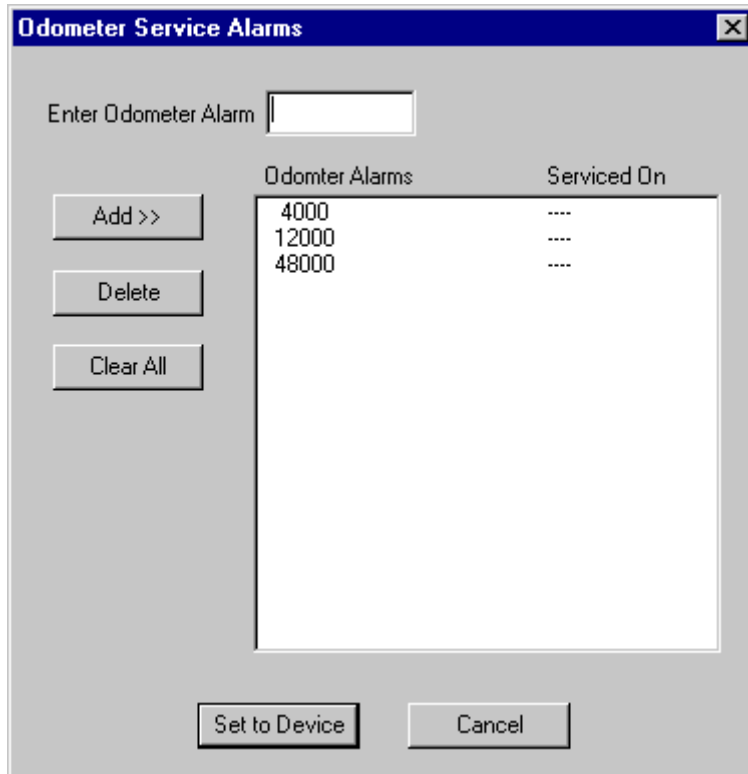 Odometer Service Alarms
Enter Odometer Alarm
Odomter Alarms Serviced On
Add >>
4000 ----
12000 ----
48000 ----
Delete
Clear All
Set to Device Cancel